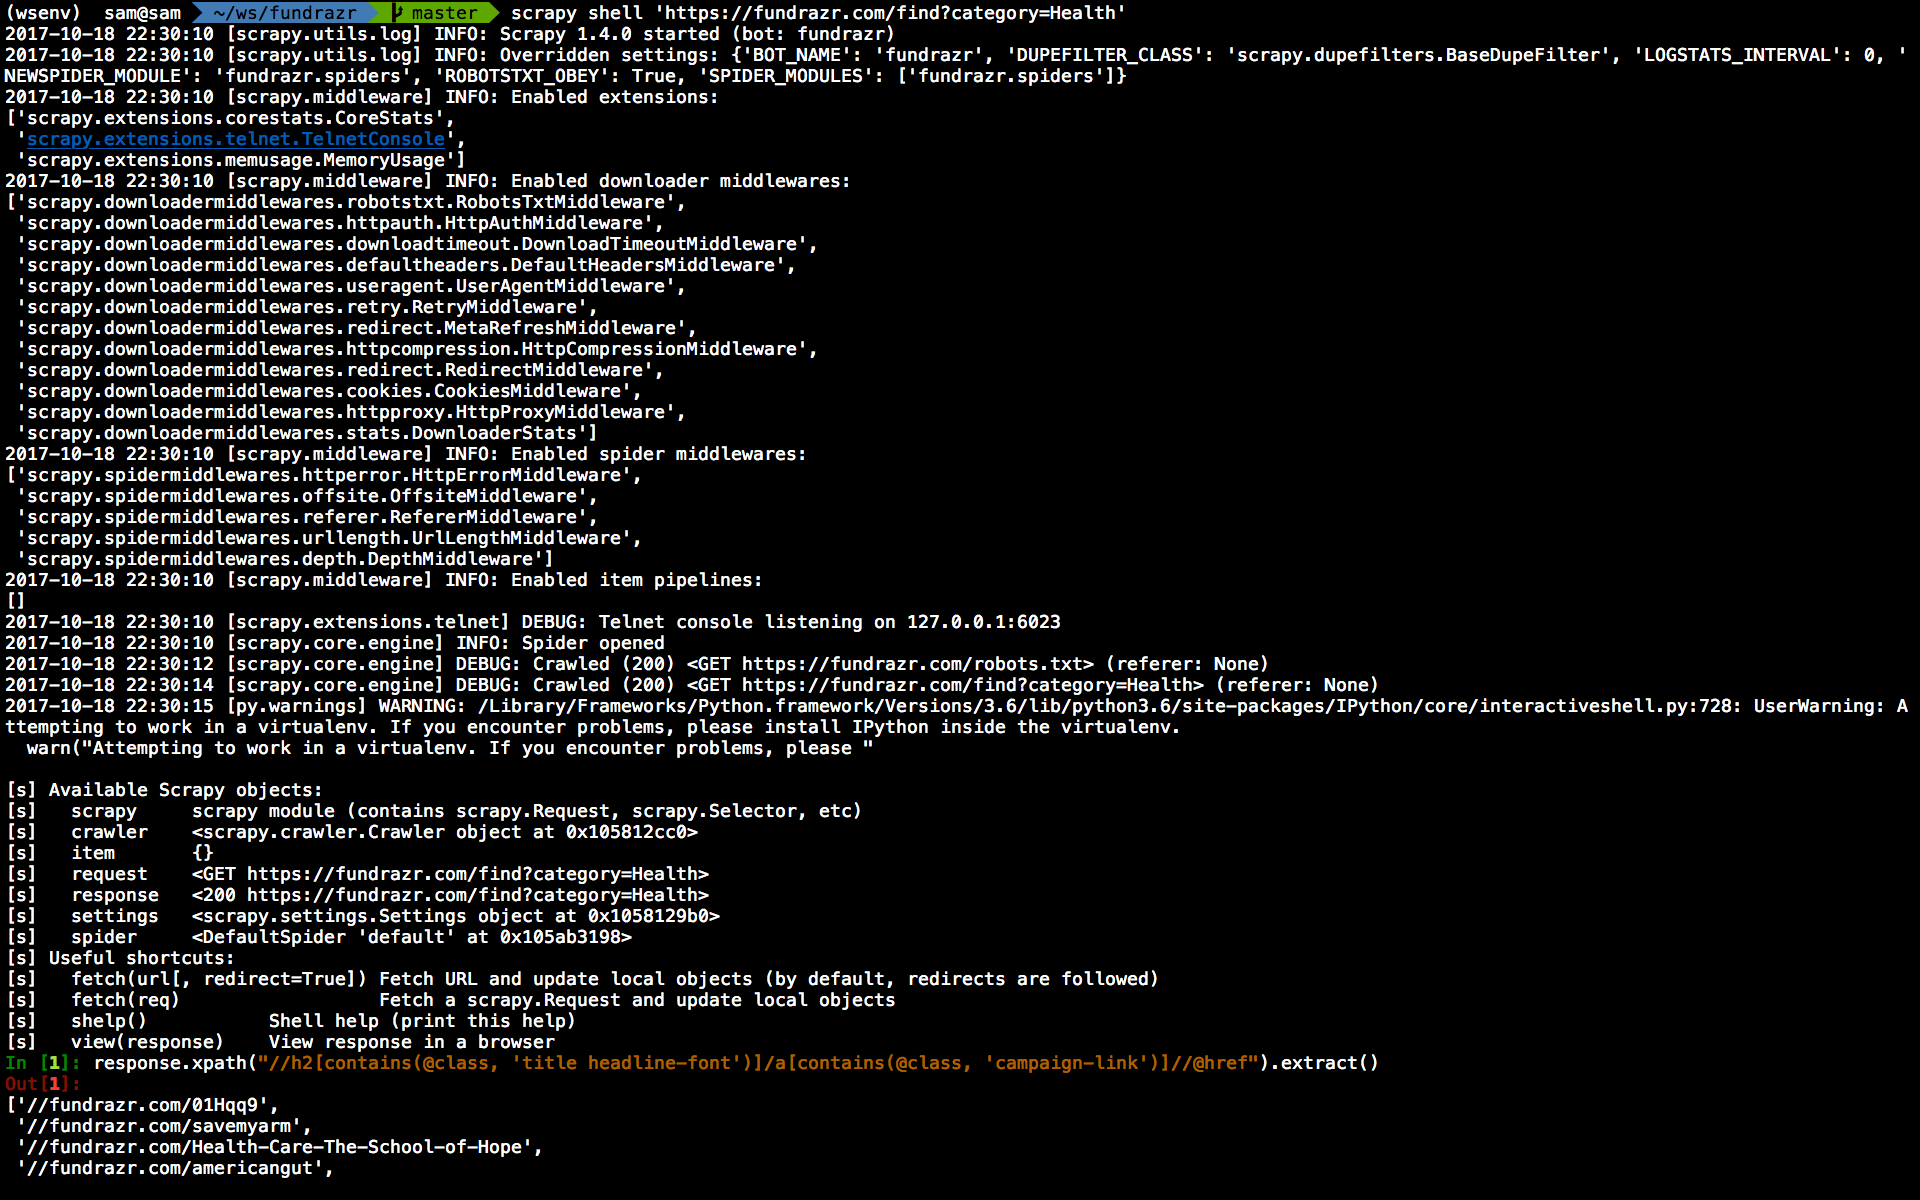 (wsenv)  sam@sam  ~/ws/fundrazr  master  scrapy shell 'https://fundrazr.com/find?category=Health'
2017-10-18 22:30:10 [scrapy.utils.log] INFO: Scrapy 1.4.0 started (bot: fundrazr)
2017-10-18 22:30:10 [scrapy.utils.log] INFO: Overridden settings: {'BOT_NAME': 'fundrazr', 'DUPEFILTER_CLASS': 'scrapy.dupefilters.BaseDupeFilter', 'LOGSTATS_INTERVAL': 0, '
NEWSPIDER_MODULE': 'fundrazr.spiders', 'ROBOTSTXT_OBEY': True, 'SPIDER_MODULES': ['fundrazr.spiders']}
2017-10-18 22:30:10 [scrapy.middleware] INFO: Enabled extensions:
['scrapy.extensions.corestats.CoreStats',
 'scrapy.extensions.telnet.TelnetConsole',
 'scrapy.extensions.memusage.MemoryUsage']
2017-10-18 22:30:10 [scrapy.middleware] INFO: Enabled downloader middlewares:
['scrapy.downloadermiddlewares.robotstxt.RobotsTxtMiddleware',
 'scrapy.downloadermiddlewares.httpauth.HttpAuthMiddleware',
 'scrapy.downloadermiddlewares.downloadtimeout.DownloadTimeoutMiddleware',
 'scrapy.downloadermiddlewares.defaultheaders.DefaultHeadersMiddleware',
 'scrapy.downloadermiddlewares.useragent.UserAgentMiddleware',
 'scrapy.downloadermiddlewares.retry.RetryMiddleware',
 'scrapy.downloadermiddlewares.redirect.MetaRefreshMiddleware',
 'scrapy.downloadermiddlewares.httpcompression.HttpCompressionMiddleware',
 'scrapy.downloadermiddlewares.redirect.RedirectMiddleware',
 'scrapy.downloadermiddlewares.cookies.CookiesMiddleware',
 'scrapy.downloadermiddlewares.httpproxy.HttpProxyMiddleware',
 'scrapy.downloadermiddlewares.stats.DownloaderStats']
2017-10-18 22:30:10 [scrapy.middleware] INFO: Enabled spider middlewares:
['scrapy.spidermiddlewares.httperror.HttpErrorMiddleware',
 'scrapy.spidermiddlewares.offsite.OffsiteMiddleware',
 'scrapy.spidermiddlewares.referer.RefererMiddleware',
 'scrapy.spidermiddlewares.urllength.UrlLengthMiddleware',
 'scrapy.spidermiddlewares.depth.DepthMiddleware']
2017-10-18 22:30:10 [scrapy.middleware] INFO: Enabled item pipelines:
[]
2017-10-18 22:30:10 [scrapy.extensions.telnet] DEBUG: Telnet console listening on 127.0.0.1:6023
2017-10-18 22:30:10 [scrapy.core.engine] INFO: Spider opened
2017-10-18 22:30:12 [scrapy.core.engine] DEBUG: Crawled (200) <GET https://fundrazr.com/robots.txt> (referer: None)
2017-10-18 22:30:14 [scrapy.core.engine] DEBUG: Crawled (200) <GET https://fundrazr.com/find?category=Health> (referer: None)
2017-10-18 22:30:15 [py.warnings] WARNING: /Library/Frameworks/Python.framework/Versions/3.6/lib/python3.6/site-packages/IPython/core/interactiveshell.py:728: UserWarning: A
ttempting to work in a virtualenv. If you encounter problems, please install IPython inside the virtualenv.
  warn("Attempting to work in a virtualenv. If you encounter problems, please "
[s] Available Scrapy objects:
[s]   scrapy     scrapy module (contains scrapy.Request, scrapy.Selector, etc)
[s]   crawler    <scrapy.crawler.Crawler object at 0x105812cc0>
[s]   item       {}
[s]   request    <GET https://fundrazr.com/find?category=Health>
[s]   response   <200 https://fundrazr.com/find?category=Health>
[s]   settings   <scrapy.settings.Settings object at 0x1058129b0>
[s]   spider     <DefaultSpider 'default' at 0x105ab3198>
[s] Useful shortcuts:
[s]   fetch(url[, redirect=True]) Fetch URL and update local objects (by default, redirects are followed)
[s]   fetch(req)                  Fetch a scrapy.Request and update local objects
[s]   shelp()           Shell help (print this help)
[s]   view(response)    View response in a browser
In [1]: response.xpath("//h2[contains(@class, 'title headline-font')]/a[contains(@class, 'campaign-link')]//@href").extract()
Out[1]:
['//fundrazr.com/01Hqq9',
 '//fundrazr.com/savemyarm',
 '//fundrazr.com/Health-Care-The-School-of-Hope',
 '//fundrazr.com/americangut',